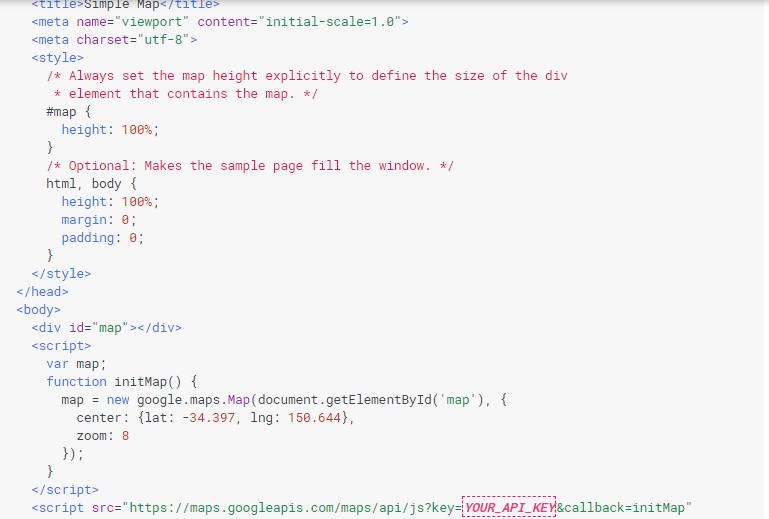 <title>Simple Map</title>
<meta name="viewport" content="initial-scale=1.0">
<meta charset="utf-8">
<style>
/* Always set the map height explicitly to define the size of the div
* element that contains the map. */
#map {
height: 100%;
}
/* Optional: Makes the sample page fill the window. */
html, body {
height: 100%;
margin: 0;
padding: 0;
}
</style>
</head>
<body>
<div id="map"></div>
<script>
var map;
function initMap() {
map = new google.maps.Map(document.getElementById('map'), {
center: {lat: -34.397, lng: 150.644},
zoom: 8
});
}
</script>
<script src="https://maps.googleapis.com/maps/api/js?key=YOUR_API_KEY&callback=initMap"